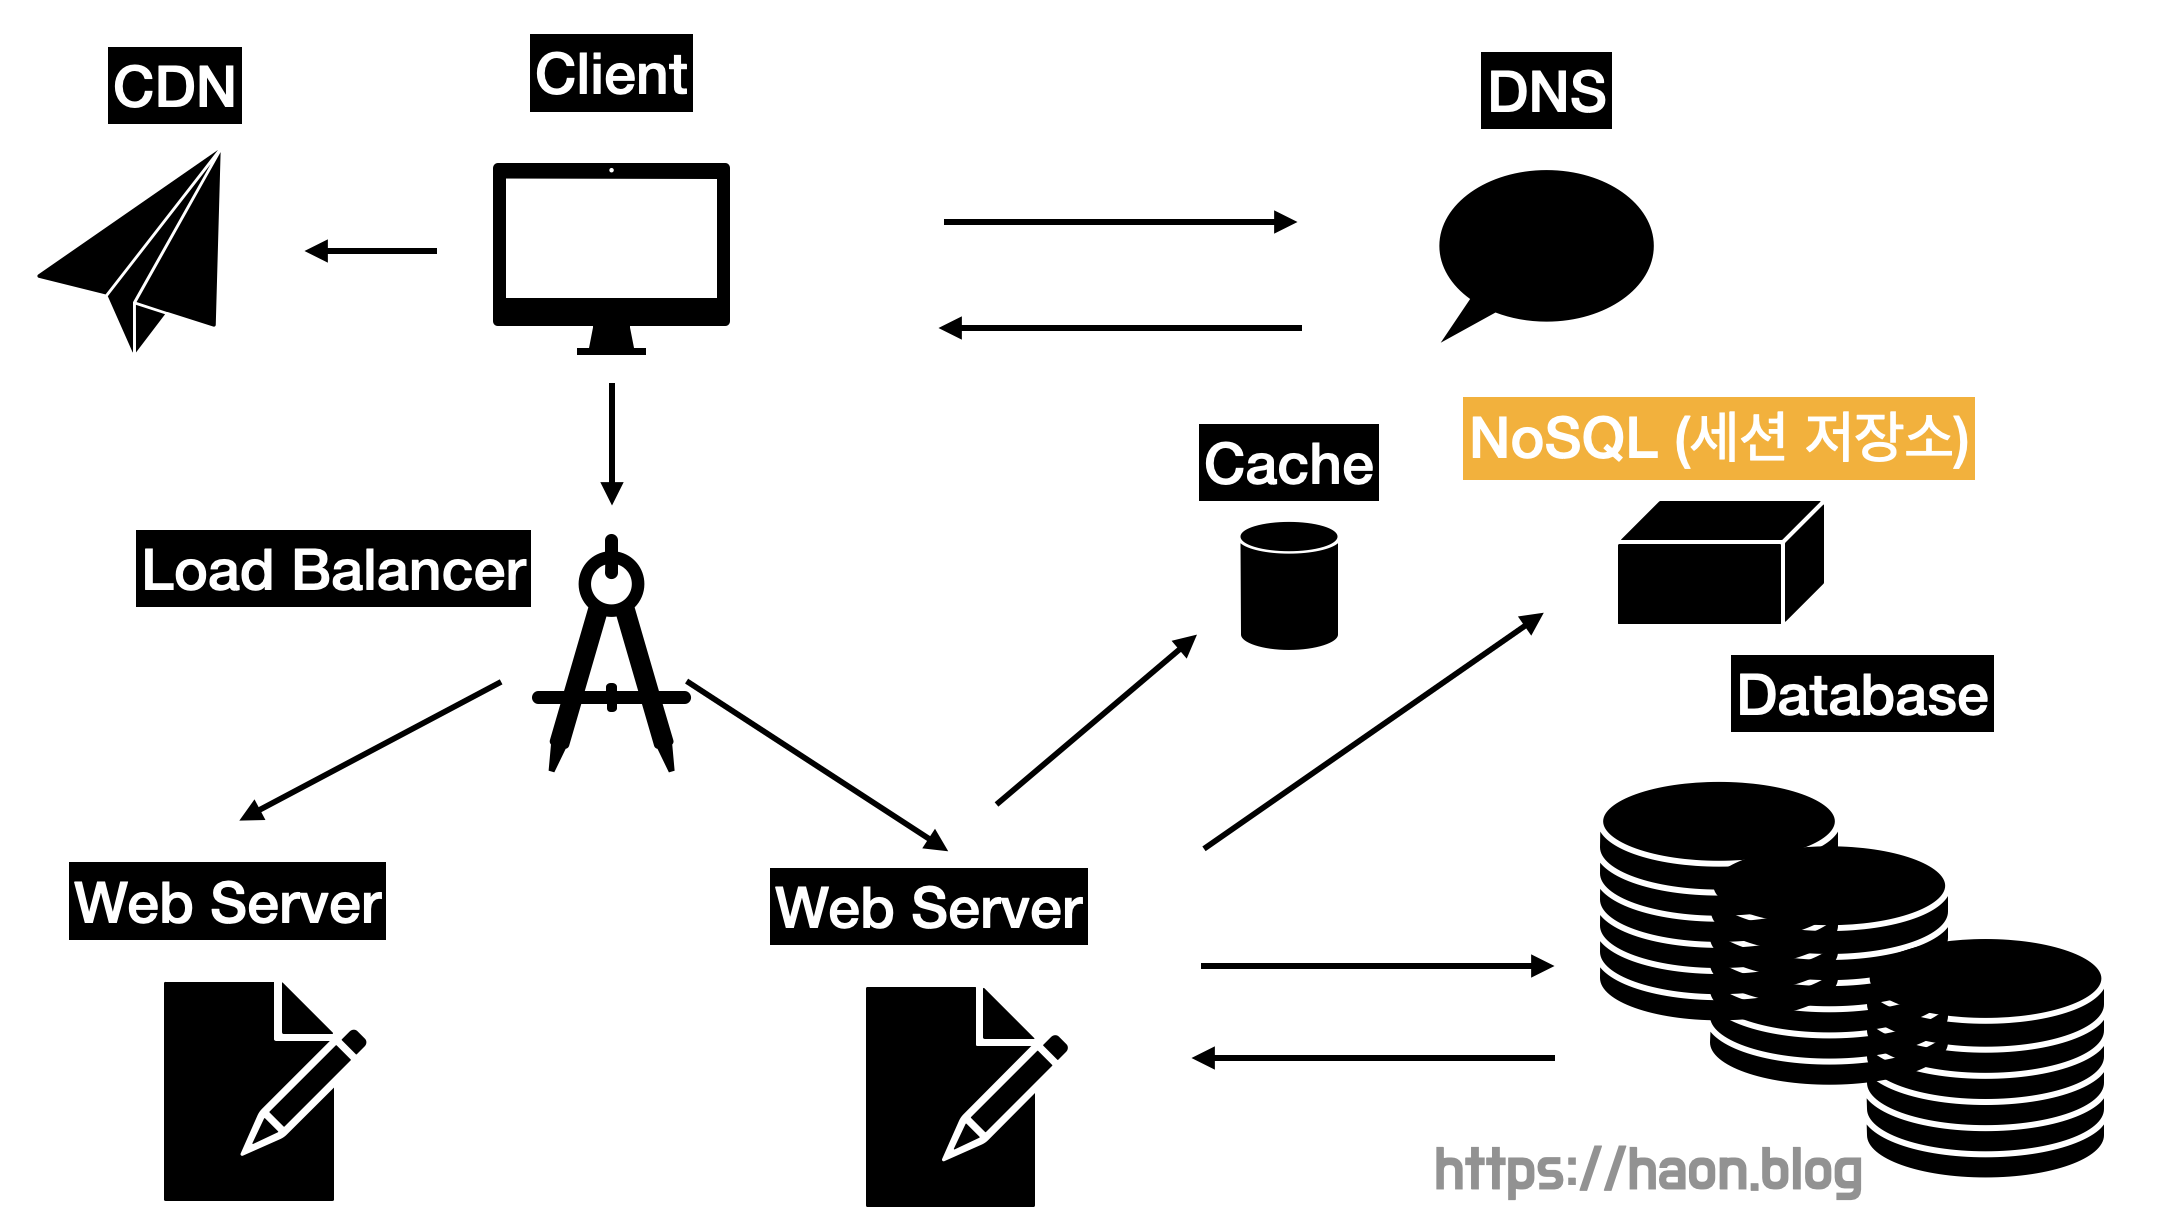 CDN
Client
DNS
NoSQL (세션 저장소)
Cache
Load Balancer
Database
Web Server
Web Server
https://haon.blog